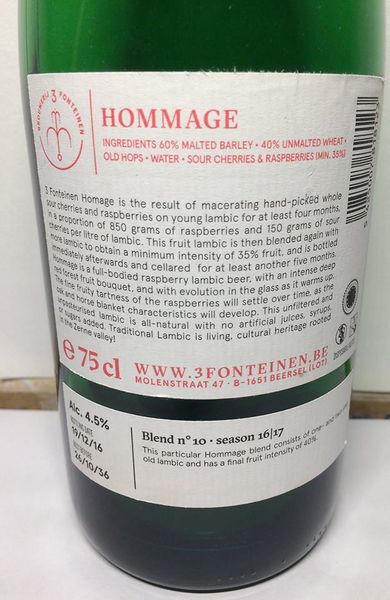 BROUWERIJ 3 FONTEINEN
HOMMAGE
INGREDIENTS 60% MALTED BARLEY • 40% UNMALTED WHEAT •
OLD HOPS • WATER • SOUR CHERRIES & RASPBERRIES (MIN. 35%)
3 Fonteinen Homage is the result of macerating hand-picked whole
sour cherries and raspberries on young lambic for at least four months,
in a proportion of 850 grams of raspberries and 150 grams of sour
cherries per litre of lambic. This fruit lambic is then blended again with
more lambic to obtain a minimum intensity of 35% fruit, and is bottled
immediately afterwards and cellared for at least another five months.
Hommage is a full-bodied raspberry lambic beer, with an intense deep
red forest fruit bouquet, and with evolution in the glass as it warms up.
The fine fruity tartness of the raspberries will settle over time, as the
oak and horse blanket characteristics will develop. This unfiltered and
unpasteurised lambic is all-natural with no artificial juices, syrups,
or sugars added. Traditional Lambic is living, cultural heritage rooted
in the Zenne valley!
e 75 cl
WWW.3FONTEINEN.BE
MOLENSTRAAT 47 • B-1651 BEERSEL (LOT)
Alc. 4.5%
BOTTLING DATE
19/12/16
BEFORE
26/10/36
Blend n° 10 • season 16|17
This particular Hommage blend consists of one- and
old lambic and has a final fruit intensity of 40%.